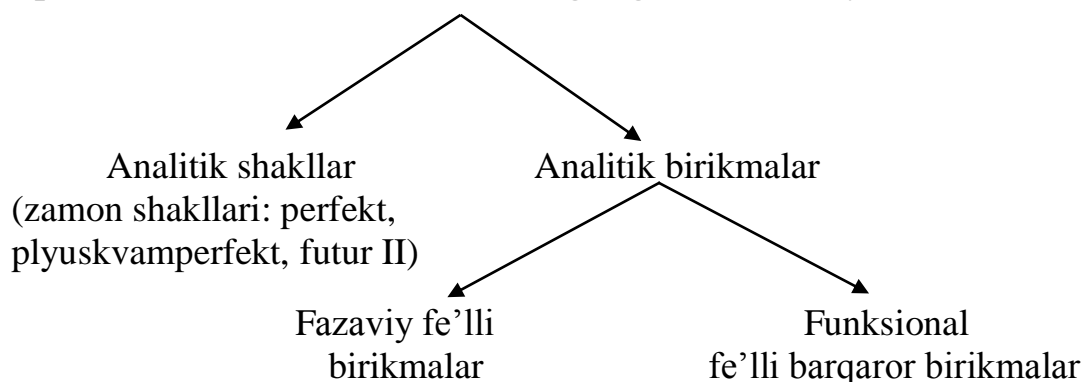 Analitik shakllar
(zamon shakllari: perfekt,
plyuskvamperfekt, futur II)
Analitik birikmalar
Fazaviy fe’lli
birikmalar
Funksional
fe’lli barqaror birikmalar